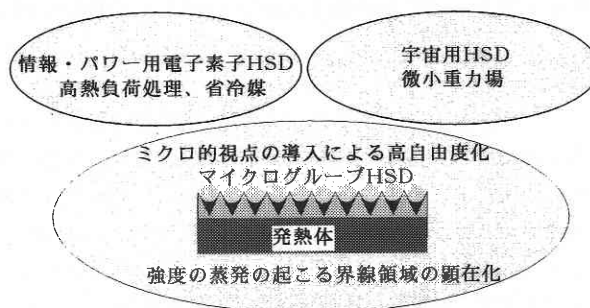 情報・パワー用電子素子HSD
高熱負荷処理、省冷媒
宇宙用HSD
微小重力場
ミクロ的視点の導入による高自由度化
マイクログループHSD
発熱体
強度の蒸発の起こる界線領域の顕在化